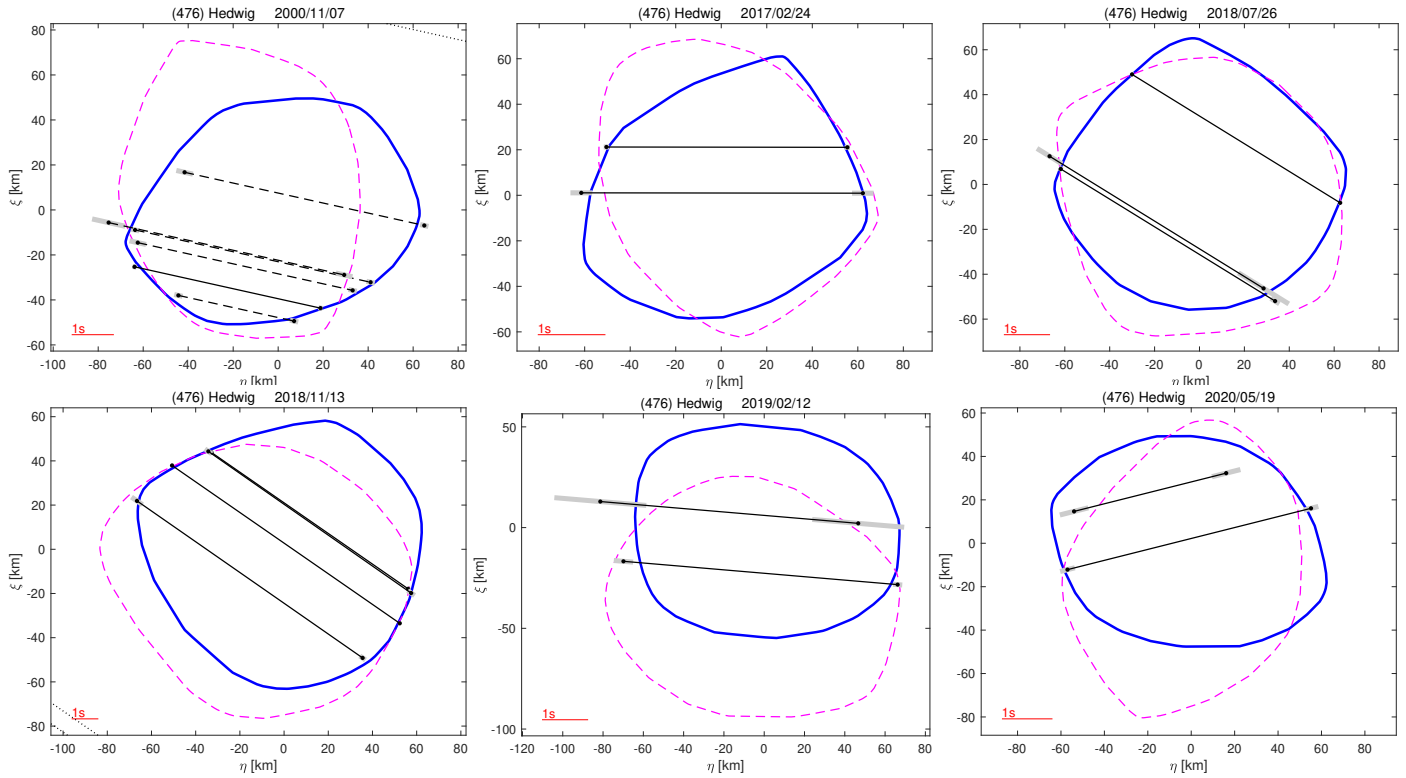 (476) Hedwig 2000/11/07
80
60
40
20
0
-20
-40
-60
ξ [km]
1s
-100 -80 -60 -40 -20 0 20 40 60 80
η [km]
(476) Hedwig 2017/02/24
60
40
20
0
-20
-40
-60
ξ [km]
1s
-80 -60 -40 -20 0 20 40 60 80
η [km]
(476) Hedwig 2018/07/26
60
40
20
0
-20
-40
-60
ξ [km]
1s
-80 -60 -40 -20 0 20 40 60 80
η [km]
(476) Hedwig 2018/11/13
60
40
20
0
-20
-40
-60
-80
ξ [km]
1s
-100 -80 -60 -40 -20 0 20 40 60 80
η [km]
(476) Hedwig 2019/02/12
50
0
-50
-100
ξ [km]
1s
-120 -100 -80 -60 -40 -20 0 20 40 60 80
η [km]
(476) Hedwig 2020/05/19
60
40
20
0
-20
-40
-60
-80
ξ [km]
1s
-80 -60 -40 -20 0 20 40 60 80
η [km]